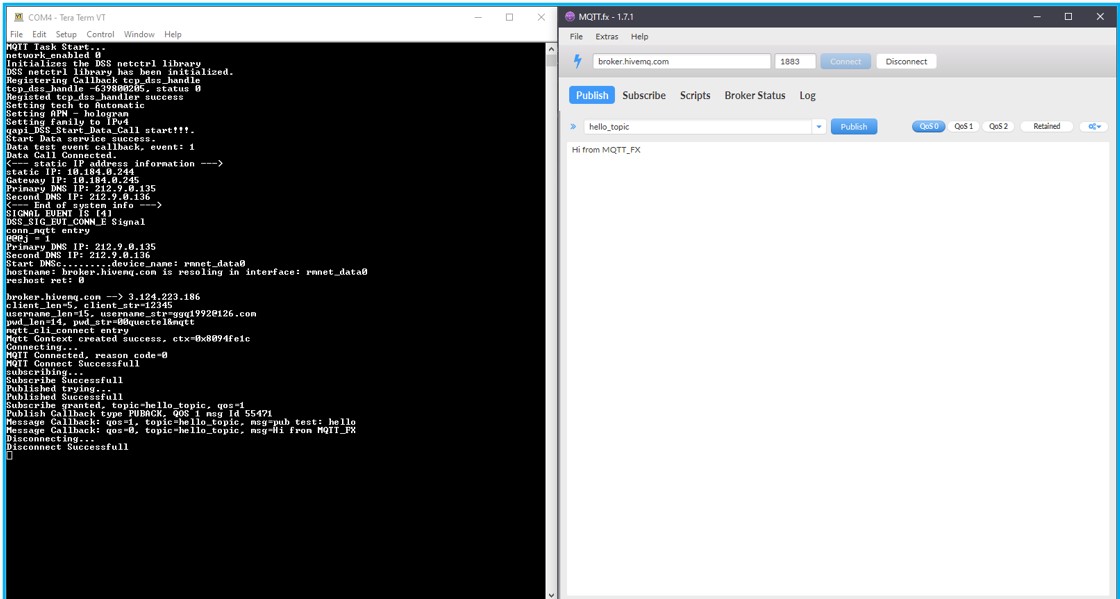 COM4 - Tera Term VT
File Edit Setup Control Window Help
MQTT Task Start...
network_enabled 0
Initializes the DSS netctrl library
DSS netctrl library has been initialized.
Registering Callback tcp_dss_handle
tcp_dss_handle -639800205, status 0
Registed tcp_dss_handler success
Setting tech to Automatic
Setting APN - hologram
Setting family to IPv4
qapi_DSS_Start_Data_Call start!!!.
Start Data service success.
Data test event callback, event: 1
Data Call Connected.
<--- static IP address information --->
static IP: 10.184.0.244
Gateway IP: 10.184.0.245
Primary DNS IP: 212.9.0.135
Second DNS IP: 212.9.0.136
<--- End of system info --->
SIGNAL EVENT IS [4]
DSS_SIG_EVT_CONN_E Signal
conn_mqtt entry
@@@j = 1
Primary DNS IP: 212.9.0.135
Second DNS IP: 212.9.0.136
Start DNSc.........device_name: rmnet_data0
hostname: broker.hivemq.com is resoling in interface: rmnet_data0
reshost ret: 0
broker.hivemq.com --> 3.124.223.186
client_len=5, client_str=12345
username_len=15, username_str=ggq1992@126.com
pwd_len=14, pwd_str=00quectel&mqtt
mqtt_cli_connect entry
Mqtt Context created success, ctx=0x8094fe1c
Connecting...
MQTT Connected, reason code=0
MQTT Connect Successfull
subscribing...
Subscribe Successfull
Published trying...
Published Successfull
Subscribe granted, topic=hello_topic, qos=1
Publish Callback type PUBACK, QOS 1 msg Id 55471
Message Callback: qos=1, topic=hello_topic, msg=pub test: hello
Message Callback: qos=0, topic=hello_topic, msg=Hi from MQTT_FX
Disconnecting...
Disconnect Successfull
MQTT.fx - 1.7.1
File Extras Help
broker.hivemq.com 1883 Connect Disconnect
Publish Subscribe Scripts Broker Status Log
hello_topic Publish QoS 0 QoS 1 QoS 2 Retained
Hi from MQTT_FX